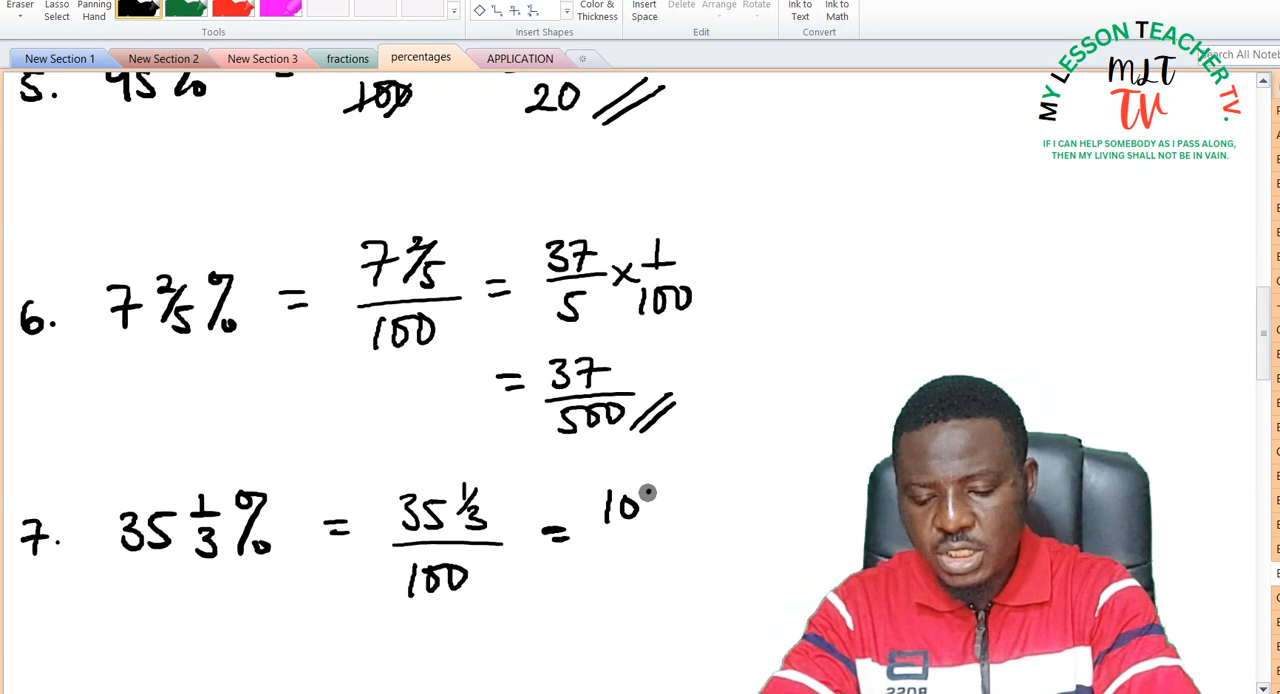 Eraser Lasso Select Panning Hand Color & Thickness Insert Space Delete Arrange Rotate Ink to Text Ink to Math
Tools Insert Shapes Edit Convert
New Section 1 New Section 2 New Section 3 fractions percentages APPLICATION
MY LESSON TEACHER TV.
MLT
TV
IF I CAN HELP SOMEBODY AS I PASS ALONG,
THEN MY LIVING SHALL NOT BE IN VAIN.
5. 45% = 100 = 20
6. 7 2/5 % = 7 2/5 / 100 = 37/5 × 1/100
= 37/500
7. 35 1/3 % = 35 1/3 / 100 = 10
BOSS